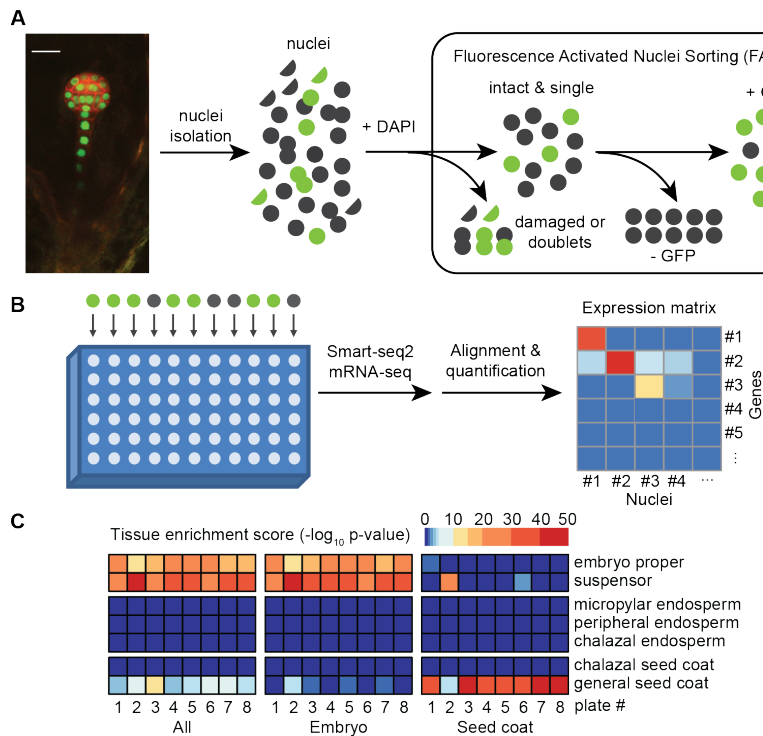 A
nuclei
isolation
nuclei
+ DAPI
Fluorescence Activated Nuclei Sorting (FA
intact & single
damaged or
doublets
- GFP
+
B
Smart-seq2
mRNA-seq
Alignment &
quantification
Expression matrix
#1
#2
#3
#4
#5
...
Genes
#1 #2 #3 #4 ...
Nuclei
C
Tissue enrichment score (-log10 p-value)
0 10 20 30 40 50
embryo proper
suspensor
micropylar endosperm
peripheral endosperm
chalazal endosperm
chalazal seed coat
general seed coat
1 2 3 4 5 6 7 8 1 2 3 4 5 6 7 8 1 2 3 4 5 6 7 8 plate #
All Embryo Seed coat